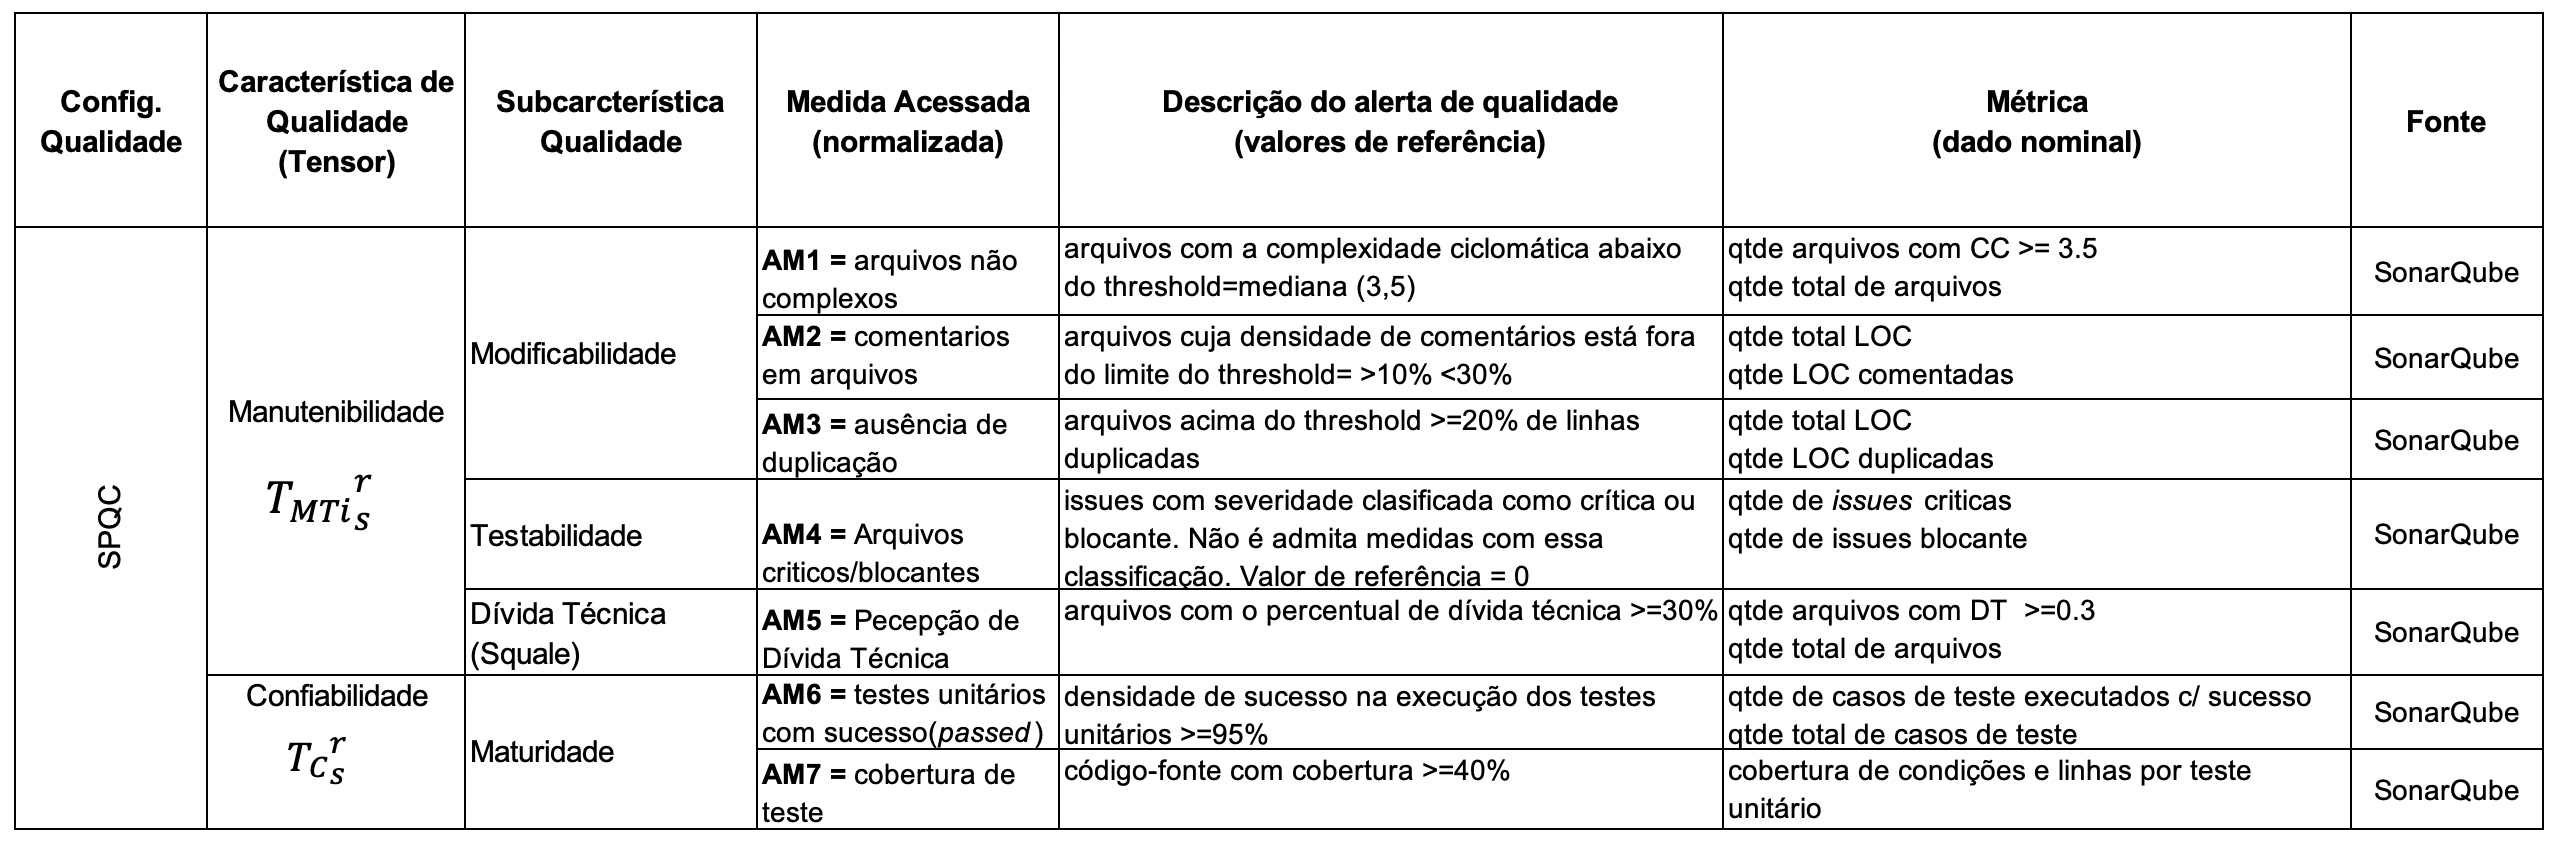 Config.
Qualidade
Característica de
Qualidade
(Tensor)
Subcarcterística
Qualidade
Medida Acessada
(normalizada)
Descrição do alerta de qualidade
(valores de referência)
Métrica
(dado nominal)
Fonte
SPQC
Manutenibilidade
T_{MTi}{}_s^r
Modificabilidade
AM1 = arquivos não
complexos
arquivos com a complexidade ciclomática abaixo
do threshold=mediana (3,5)
qtde arquivos com CC >= 3.5
qtde total de arquivos
SonarQube
AM2 = comentarios
em arquivos
arquivos cuja densidade de comentários está fora
do limite do threshold= >10% <30%
qtde total LOC
qtde LOC comentadas
SonarQube
AM3 = ausência de
duplicação
arquivos acima do threshold >=20% de linhas
duplicadas
qtde total LOC
qtde LOC duplicadas
SonarQube
Testabilidade
AM4 = Arquivos
criticos/blocantes
issues com severidade clasificada como crítica ou
blocante. Não é admita medidas com essa
classificação. Valor de referência = 0
qtde de issues criticas
qtde de issues blocante
SonarQube
Dívida Técnica
(Squale)
AM5 = Pecepção de
Dívida Técnica
arquivos com o percentual de dívida técnica >=30%
qtde arquivos com DT >=0.3
qtde total de arquivos
SonarQube
Confiabilidade
T_C{}_s^r
Maturidade
AM6 = testes unitários
com sucesso(passed)
densidade de sucesso na execução dos testes
unitários >=95%
qtde de casos de teste executados c/ sucesso
qtde total de casos de teste
SonarQube
AM7 = cobertura de
teste
código-fonte com cobertura >=40%
cobertura de condições e linhas por teste
unitário
SonarQube